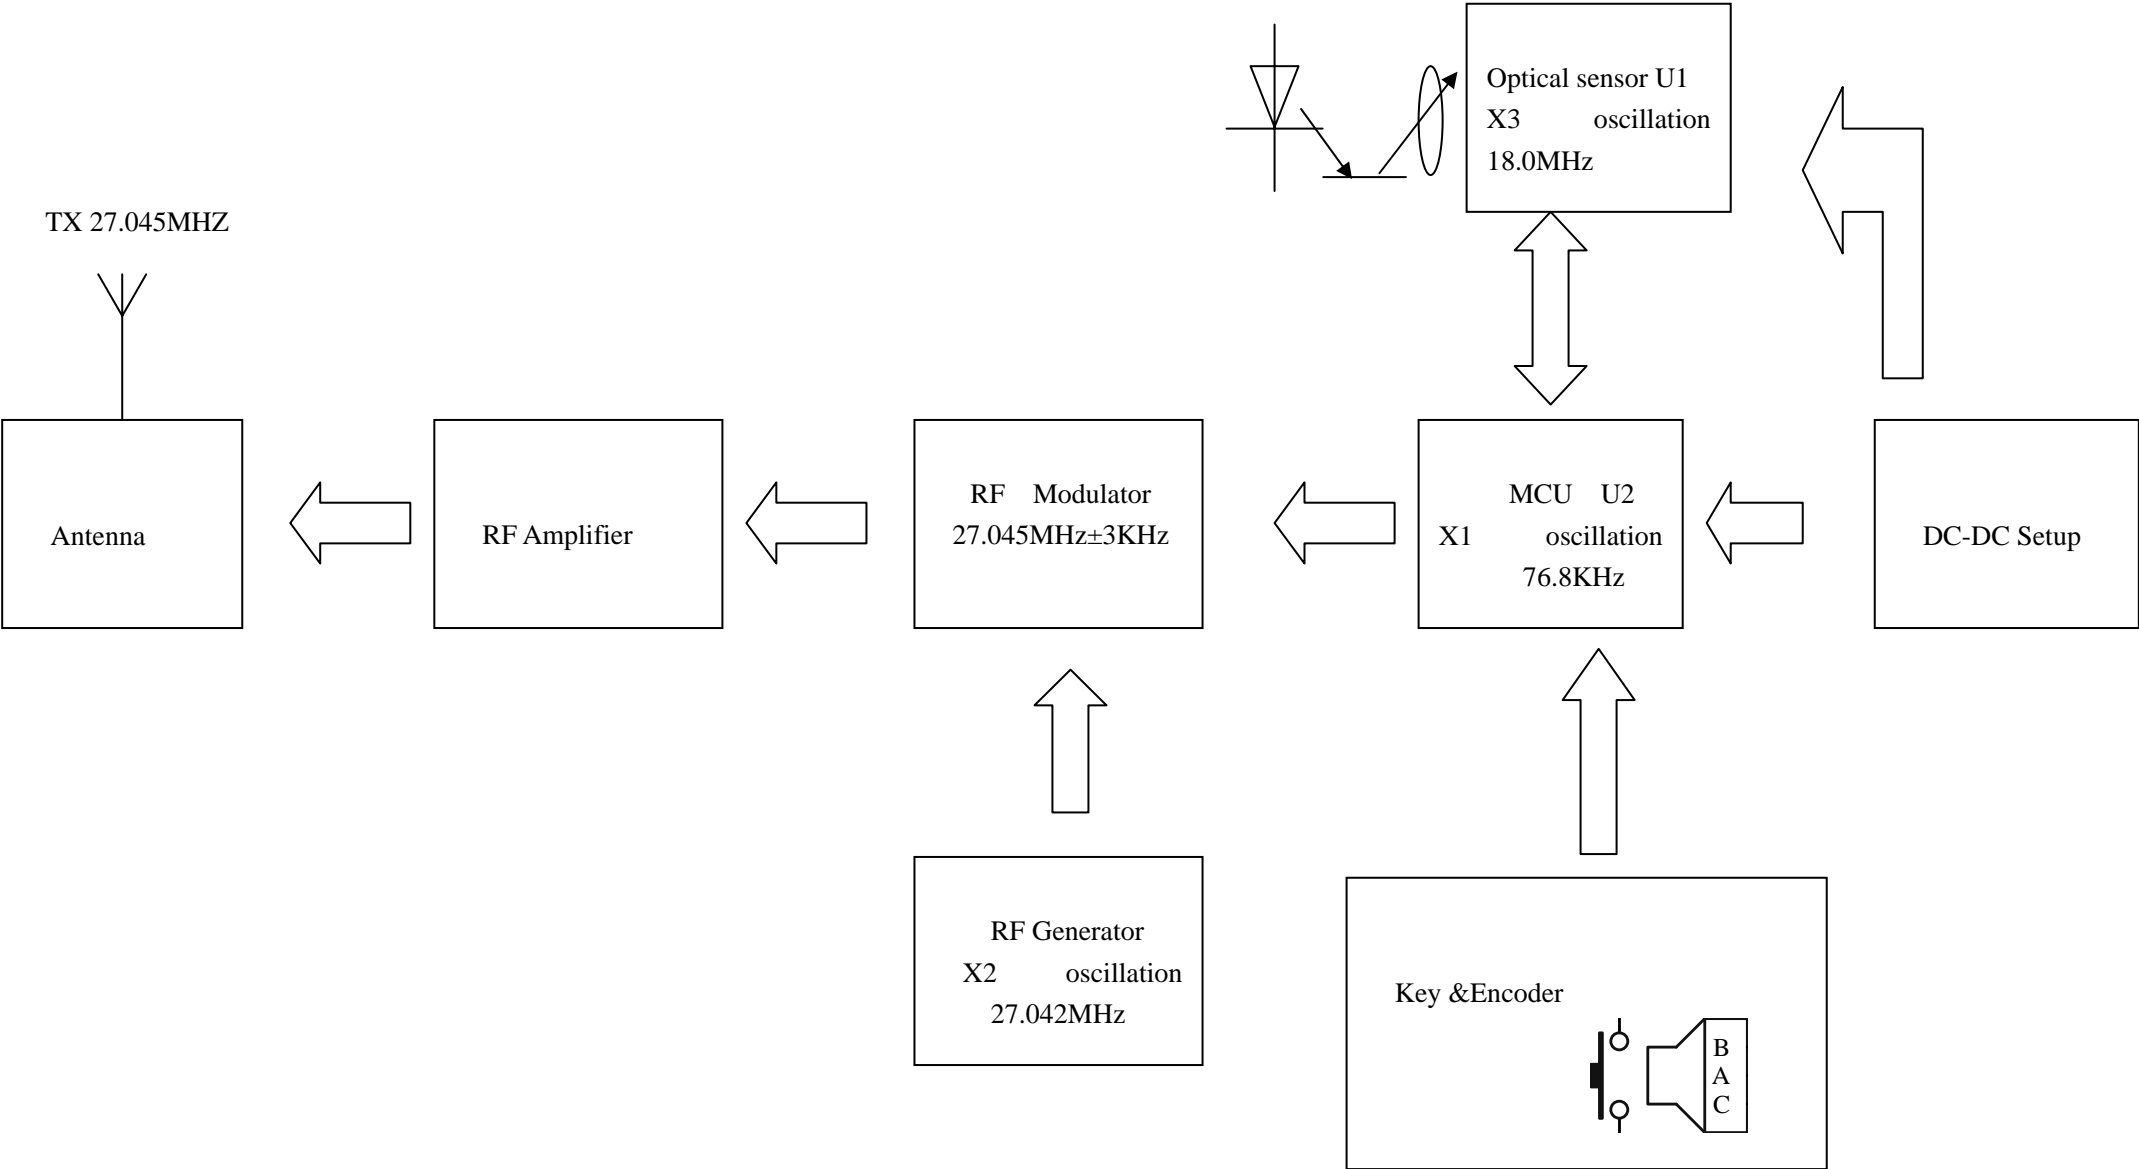 Optical sensor U1
X3 oscillation
18.0MHz
TX 27.045MHZ
Antenna
RF Amplifier
RF Modulator
27.045MHz±3KHz
MCU U2
X1 oscillation
76.8KHz
DC-DC Setup
RF Generator
X2 oscillation
27.042MHz
Key &Encoder
B
A
C